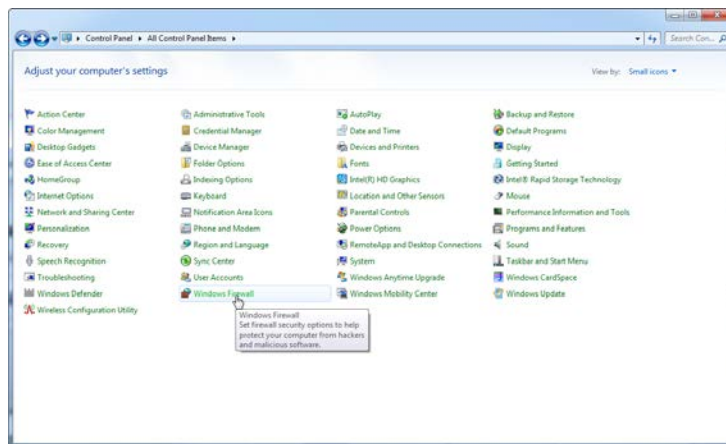 Control Panel All Control Panel Items Search Con...
Adjust your computer's settings View by: Small icons
Action Center Administrative Tools AutoPlay Backup and Restore
Color Management Credential Manager Date and Time Default Programs
Desktop Gadgets Device Manager Devices and Printers Display
Ease of Access Center Folder Options Fonts Getting Started
HomeGroup Indexing Options Intel(R) HD Graphics Intel® Rapid Storage Technology
Internet Options Keyboard Location and Other Sensors Mouse
Network and Sharing Center Notification Area Icons Parental Controls Performance Information and Tools
Personalization Phone and Modem Power Options Programs and Features
Recovery Region and Language RemoteApp and Desktop Connections Sound
Speech Recognition Sync Center System Taskbar and Start Menu
Troubleshooting User Accounts Windows Anytime Upgrade Windows CardSpace
Windows Defender Windows Firewall Windows Mobility Center Windows Update
Wireless Configuration Utility
Windows Firewall
Set firewall security options to help
protect your computer from hackers
and malicious software.